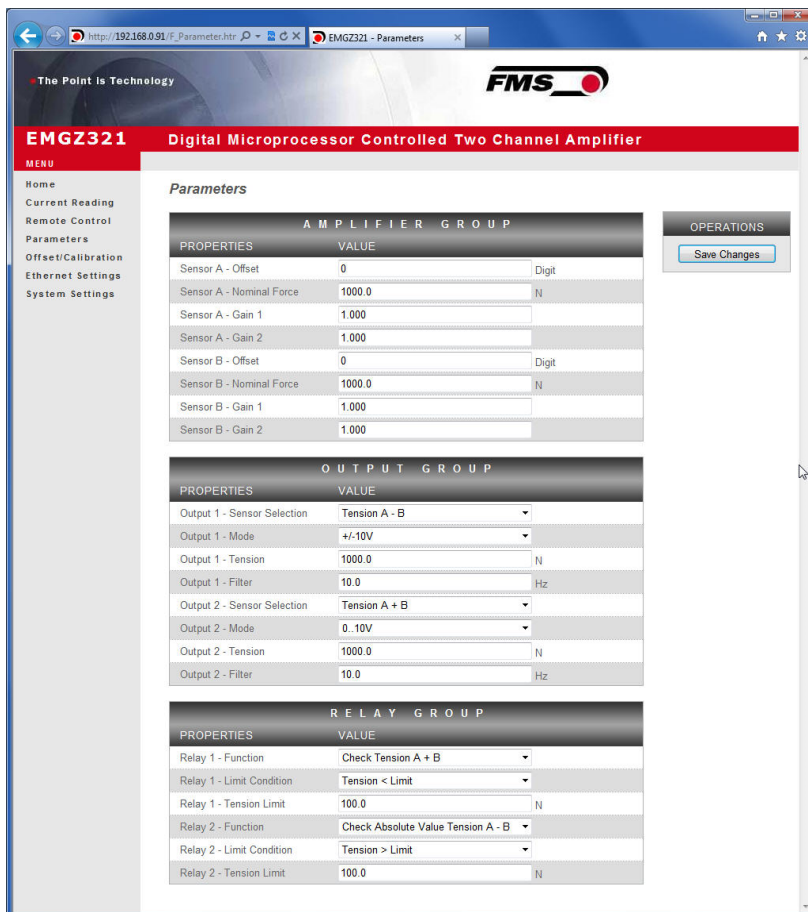 http://192.168.0.91/F_Parameter.htr
EMGZ321 - Parameters
The Point is Technology
FMS
EMGZ321
Digital Microprocessor Controlled Two Channel Amplifier
MENU
Home
Current Reading
Remote Control
Parameters
Offset/Calibration
Ethernet Settings
System Settings
Parameters
AMPLIFIER GROUP
PROPERTIES VALUE
Sensor A - Offset 0 Digit
Sensor A - Nominal Force 1000.0 N
Sensor A - Gain 1 1.000
Sensor A - Gain 2 1.000
Sensor B - Offset 0 Digit
Sensor B - Nominal Force 1000.0 N
Sensor B - Gain 1 1.000
Sensor B - Gain 2 1.000
OUTPUT GROUP
PROPERTIES VALUE
Output 1 - Sensor Selection Tension A - B
Output 1 - Mode +/-10V
Output 1 - Tension 1000.0 N
Output 1 - Filter 10.0 Hz
Output 2 - Sensor Selection Tension A + B
Output 2 - Mode 0..10V
Output 2 - Tension 1000.0 N
Output 2 - Filter 10.0 Hz
RELAY GROUP
PROPERTIES VALUE
Relay 1 - Function Check Tension A + B
Relay 1 - Limit Condition Tension < Limit
Relay 1 - Tension Limit 100.0 N
Relay 2 - Function Check Absolute Value Tension A - B
Relay 2 - Limit Condition Tension > Limit
Relay 2 - Tension Limit 100.0 N
OPERATIONS
Save Changes